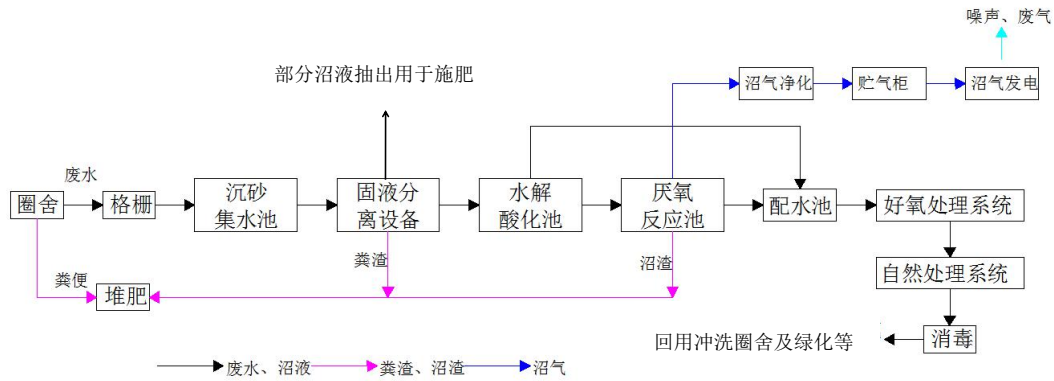 噪声、废气
部分沼液抽出用于施肥
沼气净化
贮气柜
沼气发电
废水
圈舍
格栅
沉砂
集水池
固液分
离设备
水解
酸化池
厌氧
反应池
配水池
好氧处理系统
粪渣
沼渣
粪便
堆肥
自然处理系统
消毒
回用冲洗圈舍及绿化等
废水、沼液
粪渣、沼渣
沼气